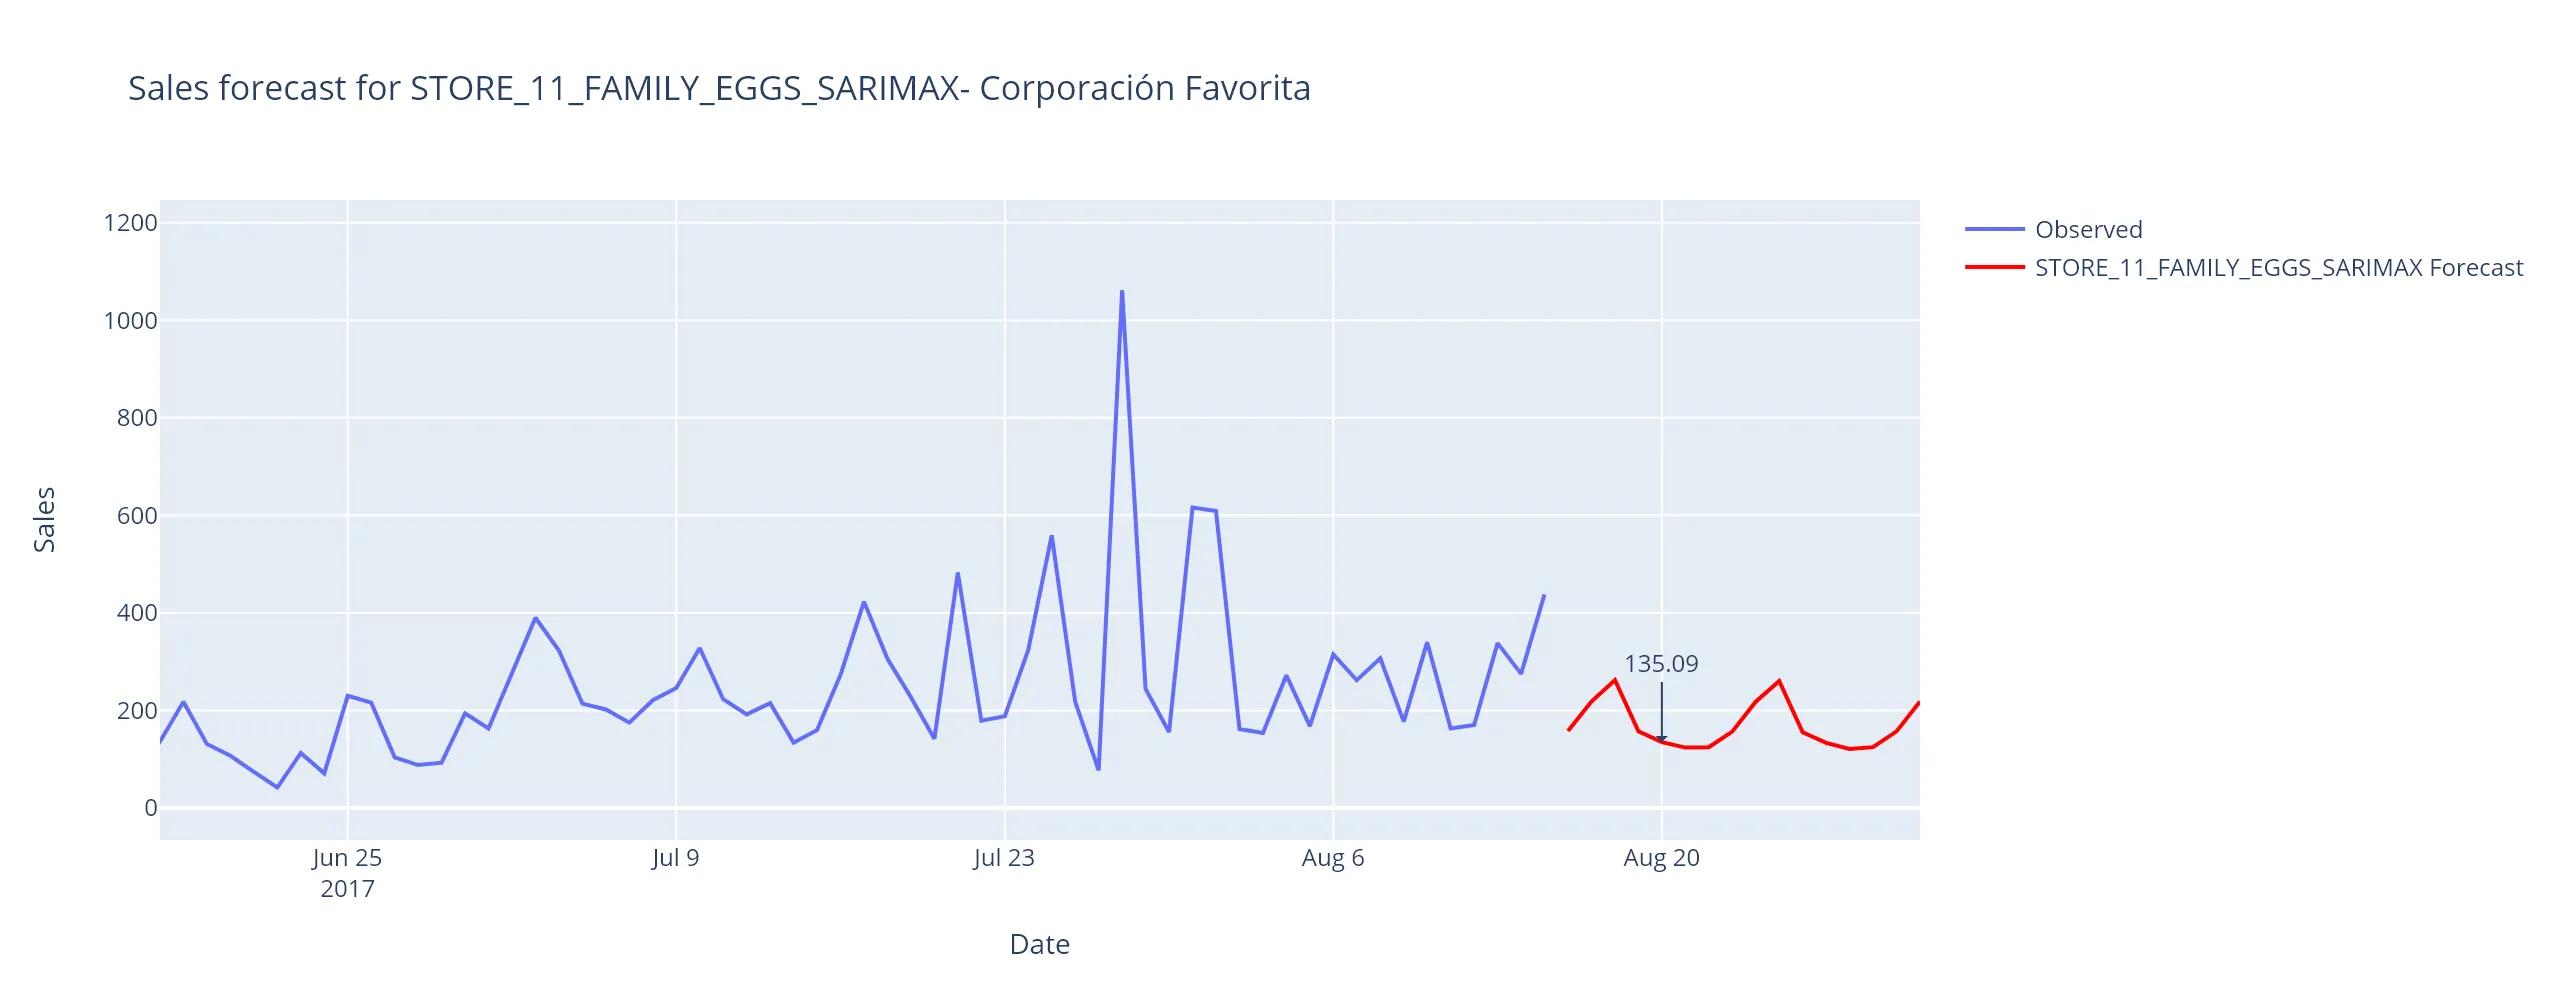 Sales forecast for STORE_11_FAMILY_EGGS_SARIMAX- Corporación Favorita
Observed
STORE_11_FAMILY_EGGS_SARIMAX Forecast
1200
1000
800
600
400
200
0
Sales
135.09
Jun 25
2017
Jul 9
Jul 23
Aug 6
Aug 20
Date